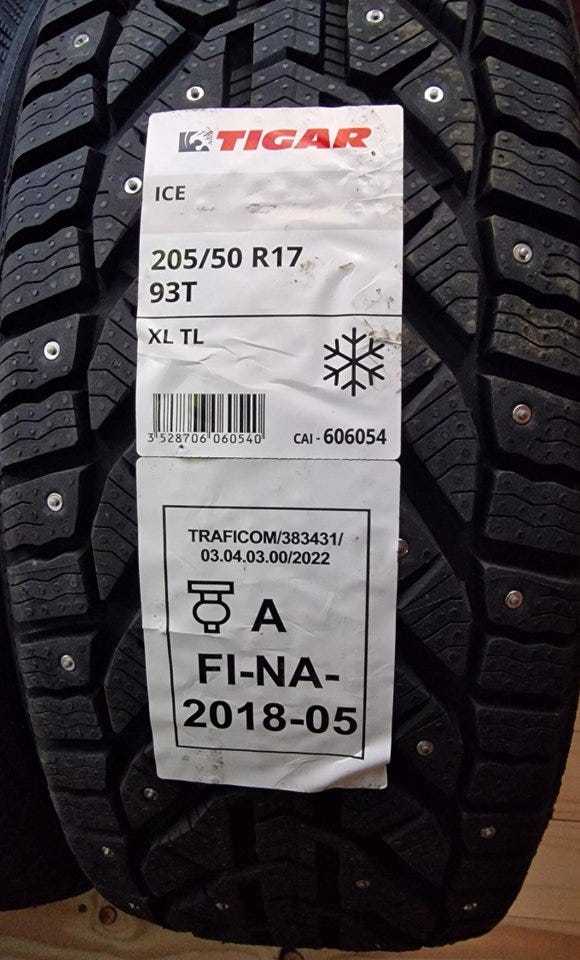 TIGAR
ICE
205/50 R17
93T
XL TL
3 528706 060540
CAI - 606054
TRAFICOM/383431/
03.04.03.00/2022
A
FI-NA-
2018-05